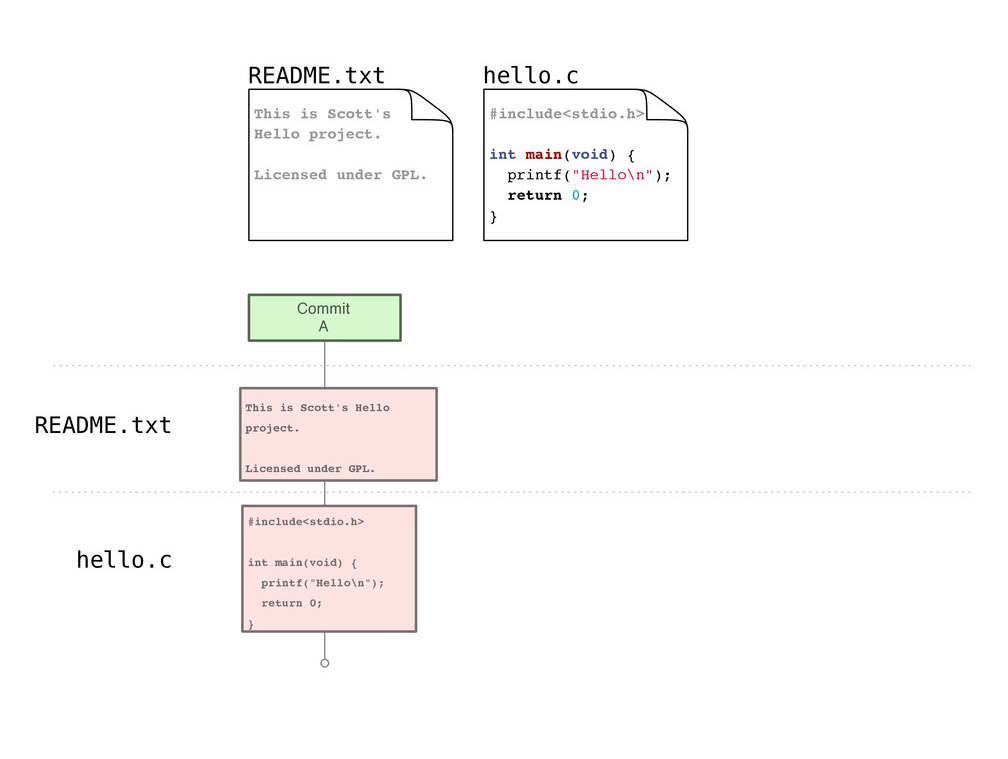 README.txt
This is Scott's
Hello project.
Licensed under GPL.
hello.c
#include<stdio.h>
int main(void) {
  printf("Hello\n");
  return 0;
}
Commit
A
README.txt
This is Scott's Hello
project.
Licensed under GPL.
hello.c
#include<stdio.h>
int main(void) {
  printf("Hello\n");
  return 0;
}